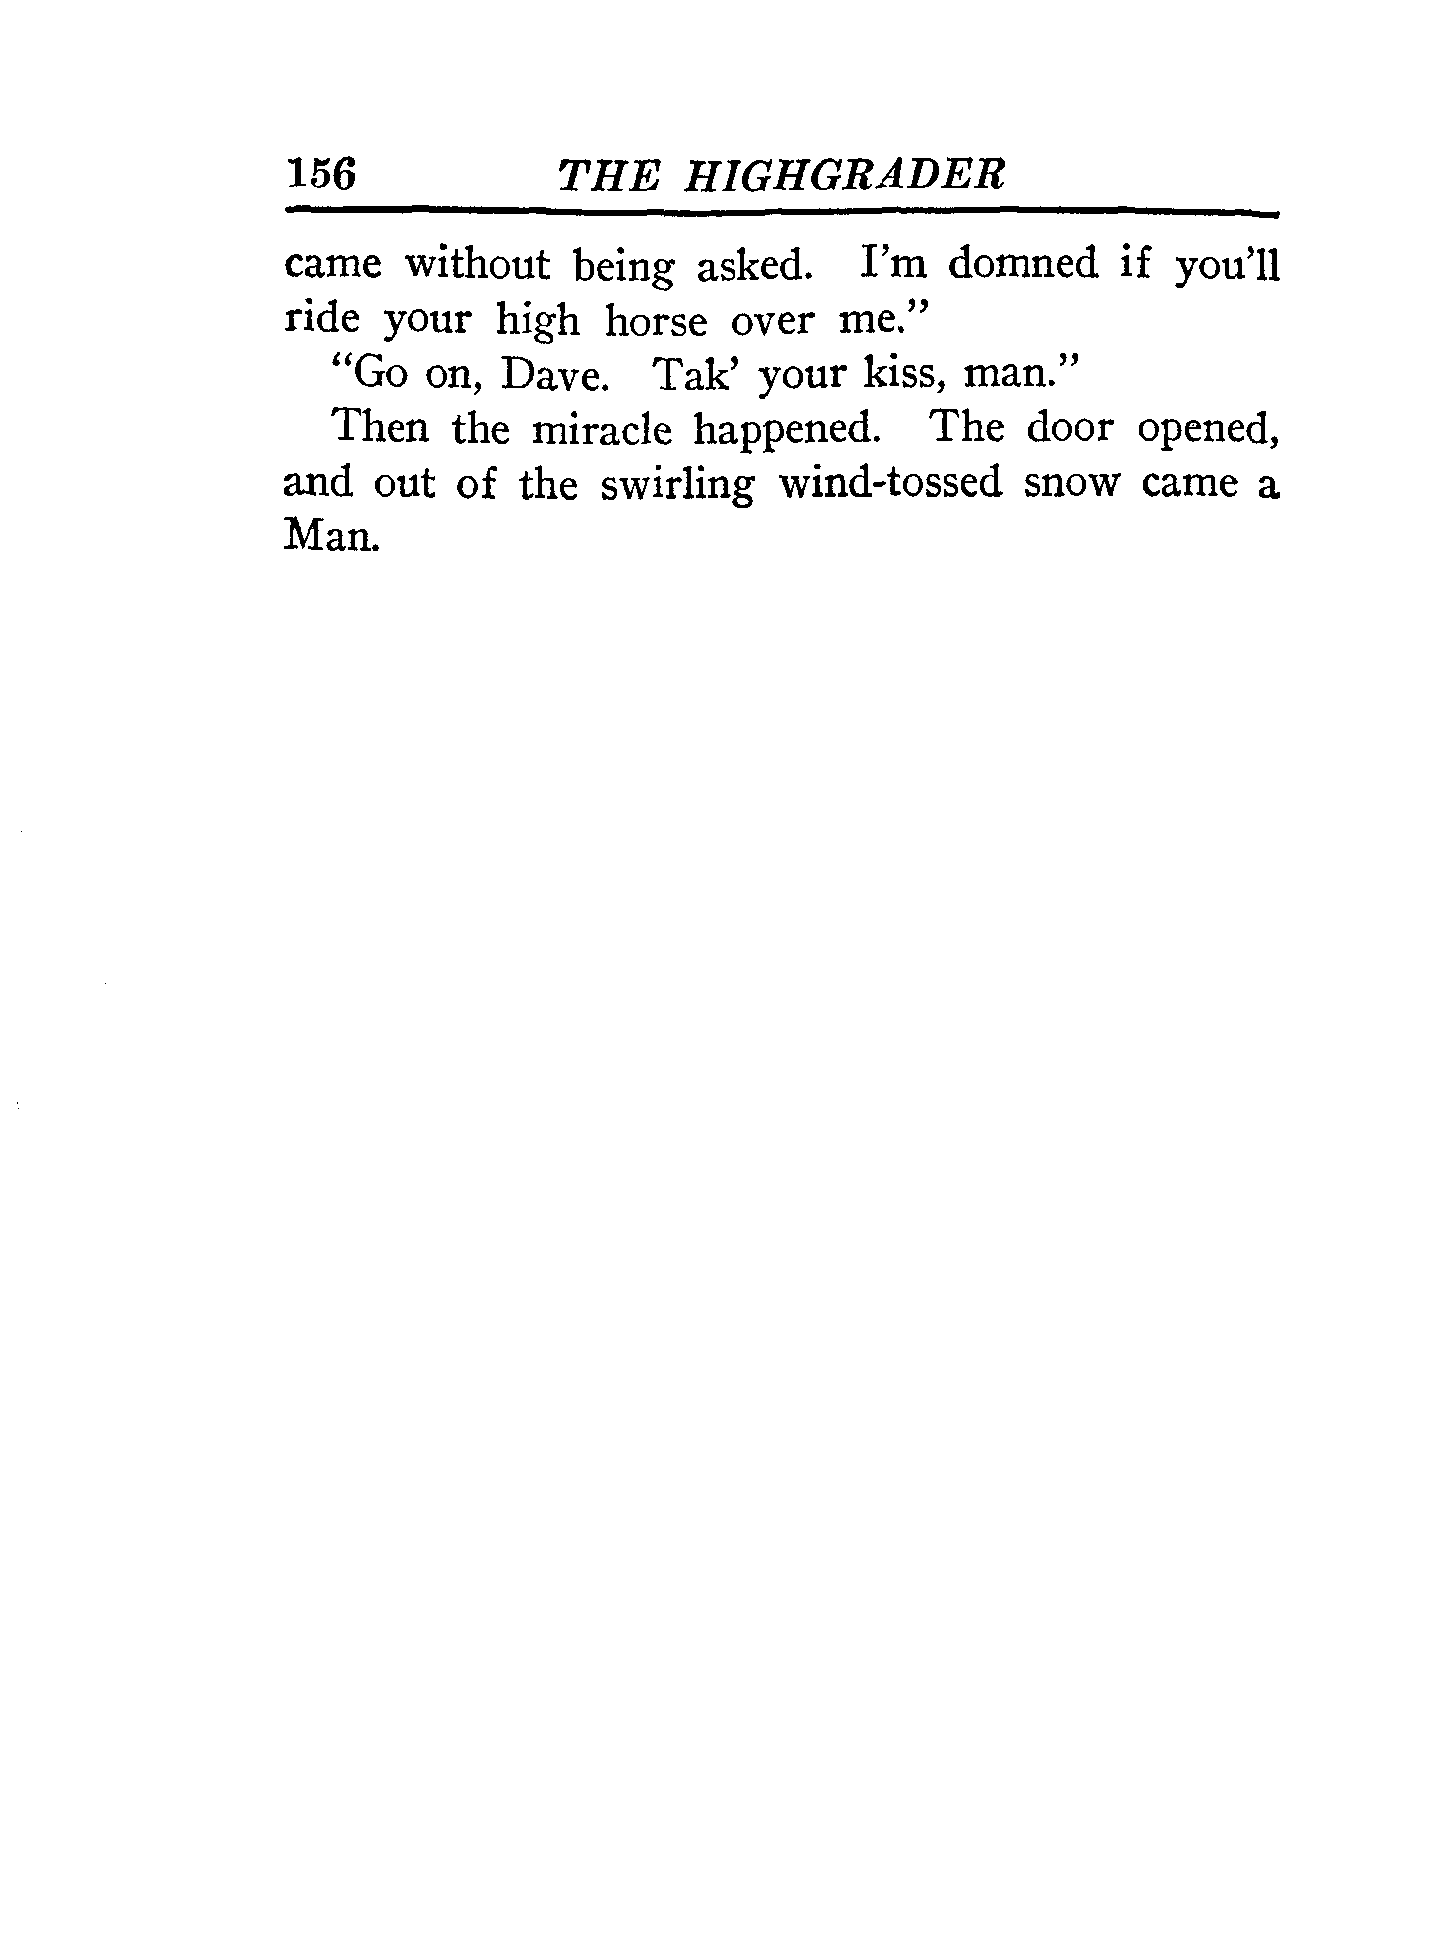 156 THE HIGHGRADER
came without being asked. I'm domned if you'll
ride your high horse over me."
"Go on, Dave. Tak' your kiss, man."
Then the miracle happened. The door opened,
and out of the swirling wind-tossed snow came a
Man.